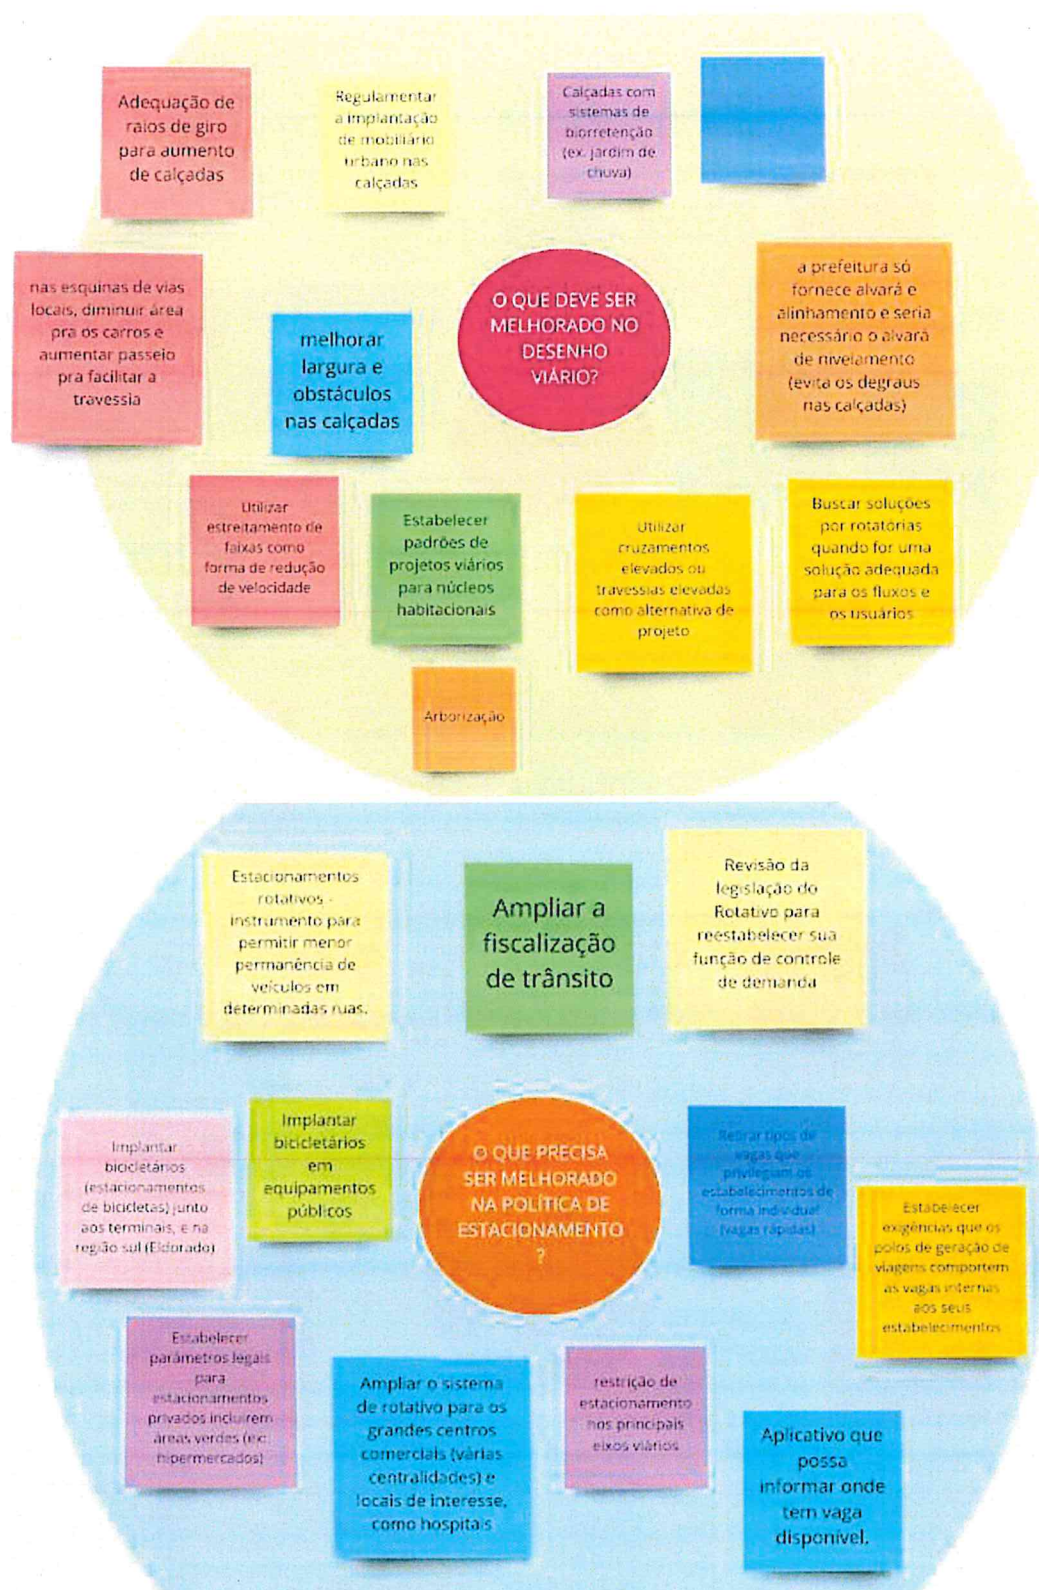 Adequação de
raios de giro
para aumento
de calçadas
Regulamentar
a implantação
de mobiliário
urbano nas
calçadas
Calçadas com
sistemas de
biorretenção
(ex. jardim de
chuva)
nas esquinas de vias
locais, diminuir área
pra os carros e
aumentar passeio
pra facilitar a
travessia
melhorar
largura e
obstáculos
nas calçadas
O QUE DEVE SER
MELHORADO NO
DESENHO
VIÁRIO?
a prefeitura só
fornece alvará e
alinhamento e seria
necessário o alvará
de nivelamento
(evita os degraus
nas calçadas)
Utilizar
estreitamento de
faixas como
forma de redução
de velocidade
Estabelecer
padrões de
projetos viários
para núcleos
habitacionais
Utilizar
cruzamentos
elevados ou
travessias elevadas
como alternativa de
projeto
Buscar soluções
por rotatórias
quando for uma
solução adequada
para os fluxos e
os usuários
Arborização
Estacionamentos
rotativos -
instrumento para
permitir menor
permanência de
veículos em
determinadas ruas.
Ampliar a
fiscalização
de trânsito
Revisão da
legislação do
Rotativo para
reestabelecer sua
função de controle
de demanda
Implantar
bicicletários
(estacionamentos
de bicicletas) junto
aos terminais, e na
região sul (Eldorado)
Implantar
bicicletários
em
equipamentos
públicos
O QUE PRECISA
SER MELHORADO
NA POLÍTICA DE
ESTACIONAMENTO
?
Retirar tipos de
vagas que
privilegiam os
estabelecimentos de
forma individual
(vagas rápidas)
Estabelecer
exigências que os
polos de geração de
viagens comportem
as vagas internas
aos seus
estabelecimentos
Estabelecer
parâmetros legais
para
estacionamentos
privados incluírem
áreas verdes (ex:
hipermercados)
Ampliar o sistema
de rotativo para os
grandes centros
comerciais (várias
centralidades) e
locais de interesse,
como hospitais
restrição de
estacionamento
nos principais
eixos viários
Aplicativo que
possa
informar onde
tem vaga
disponível.